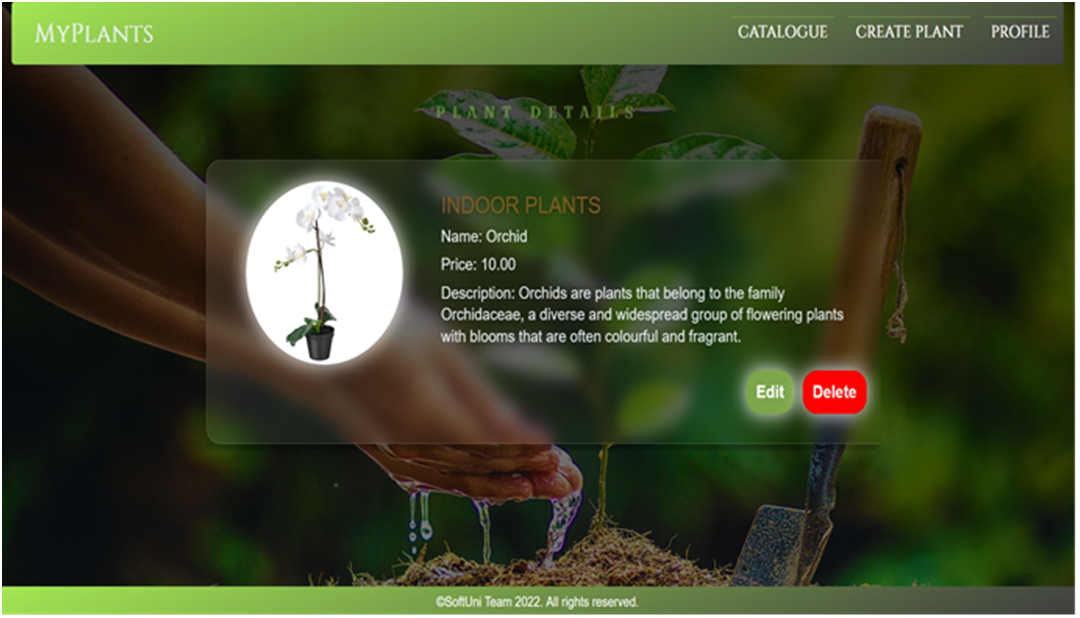 MyPlants
CATALOGUE
CREATE PLANT
PROFILE
PLANT DETAILS
INDOOR PLANTS
Name: Orchid
Price: 10.00
Description: Orchids are plants that belong to the family
Orchidaceae, a diverse and widespread group of flowering plants
with blooms that are often colourful and fragrant.
Edit
Delete
©SoftUni Team 2022. All rights reserved.